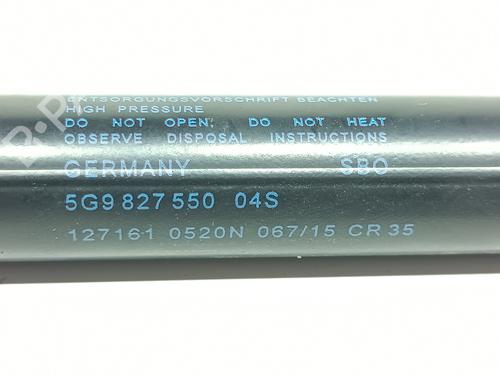 ENTSORGUNGSVORSCHRIFT BEACHTEN
HIGH PRESSURE
DO NOT OPEN. DO NOT HEAT
OBSERVE DISPOSAL INSTRUCTIONS
GERMANY SBO
5G9 827 550 04S
127161 0520N 067/15 CR 35